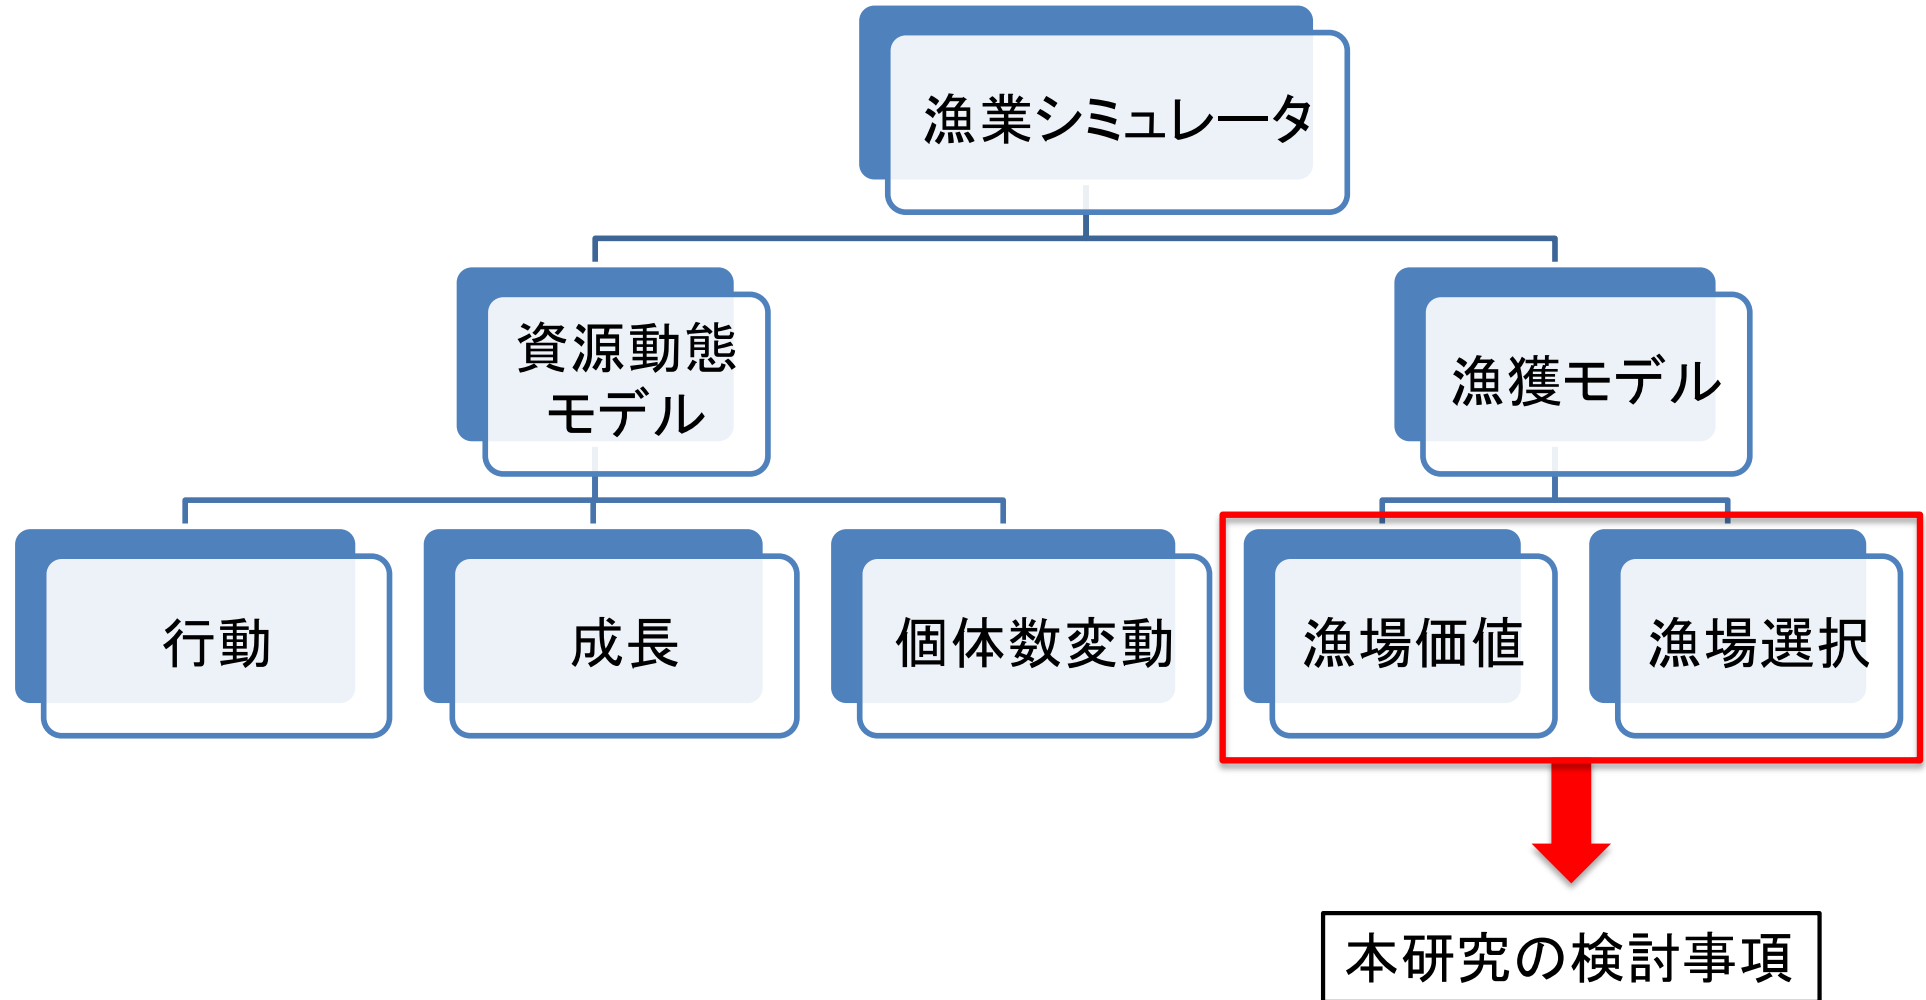 漁業シミュレータ
資源動態
モデル
漁獲モデル
行動
成長
個体数変動
漁場価値
漁場選択
本研究の検討事項